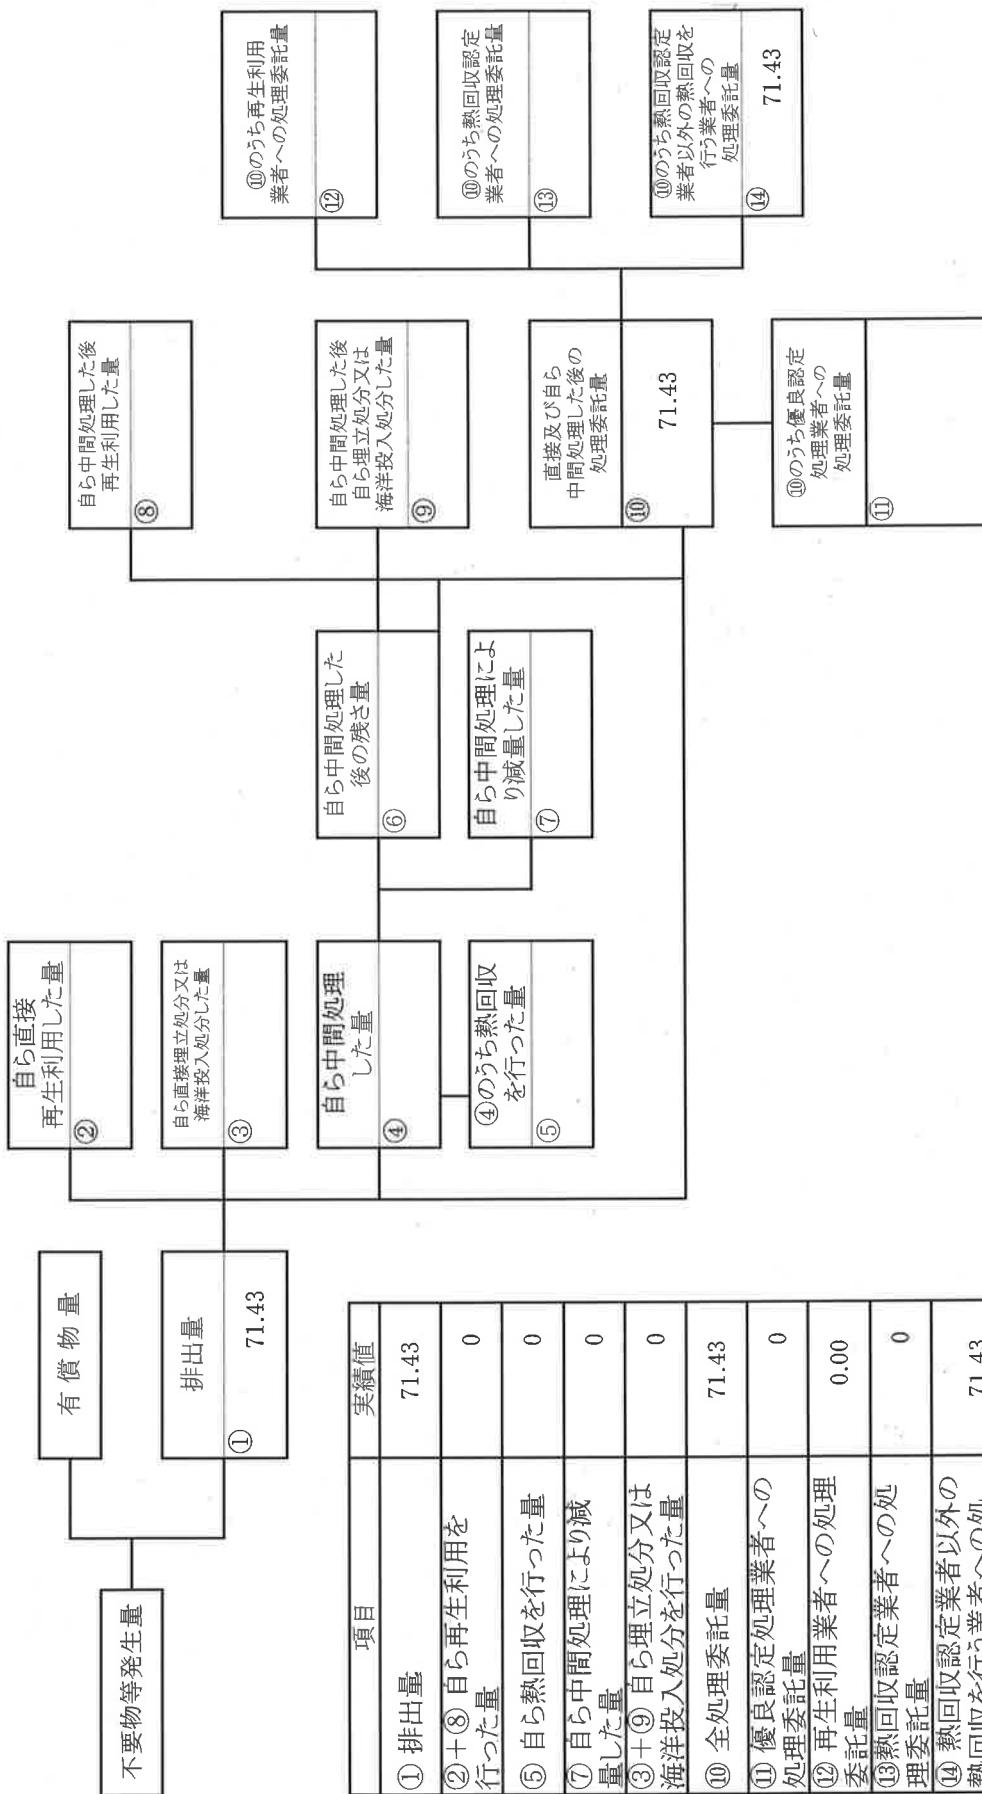 不要物等発生量
有償物量
排出量
①
71.43
自ら直接
再生利用した量
②
自ら直接埋立処分又は
海洋投入処分した量
③
自ら中間処理
した量
④
④のうち熱回収
を行った量
⑤
自ら中間処理した
後の残さ量
⑥
自ら中間処理によ
り減量した量
⑦
自ら中間処理した後
再生利用した量
⑧
自ら中間処理した後
自ら埋立処分又は
海洋投入処分した量
⑨
直接及び自ら
中間処理した後の
処理委託量
⑩
71.43
⑩のうち優良認定
処理業者への
処理委託量
⑪
⑩のうち再生利用
業者への処理委託量
⑫
⑩のうち熱回収認定
業者への処理委託量
⑬
⑩のうち熱回収認定
業者以外の熱回収を
行う業者への
処理委託量
⑭
71.43
項目
実績値
① 排出量
71.43
②+⑧ 自ら再生利用を
行った量
0
⑤ 自ら熱回収を行った量
0
⑦ 自ら中間処理により減
量した量
0
③+⑨ 自ら埋立処分又は
海洋投入処分を行った量
0
⑩ 全処理委託量
71.43
⑪ 優良認定処理業者への
処理委託量
0
⑫ 再生利用業者への処理
委託量
0.00
⑬熱回収認定業者への処
理委託量
0
⑭ 熱回収認定業者以外の
熱回収を行う業者への処
71.43